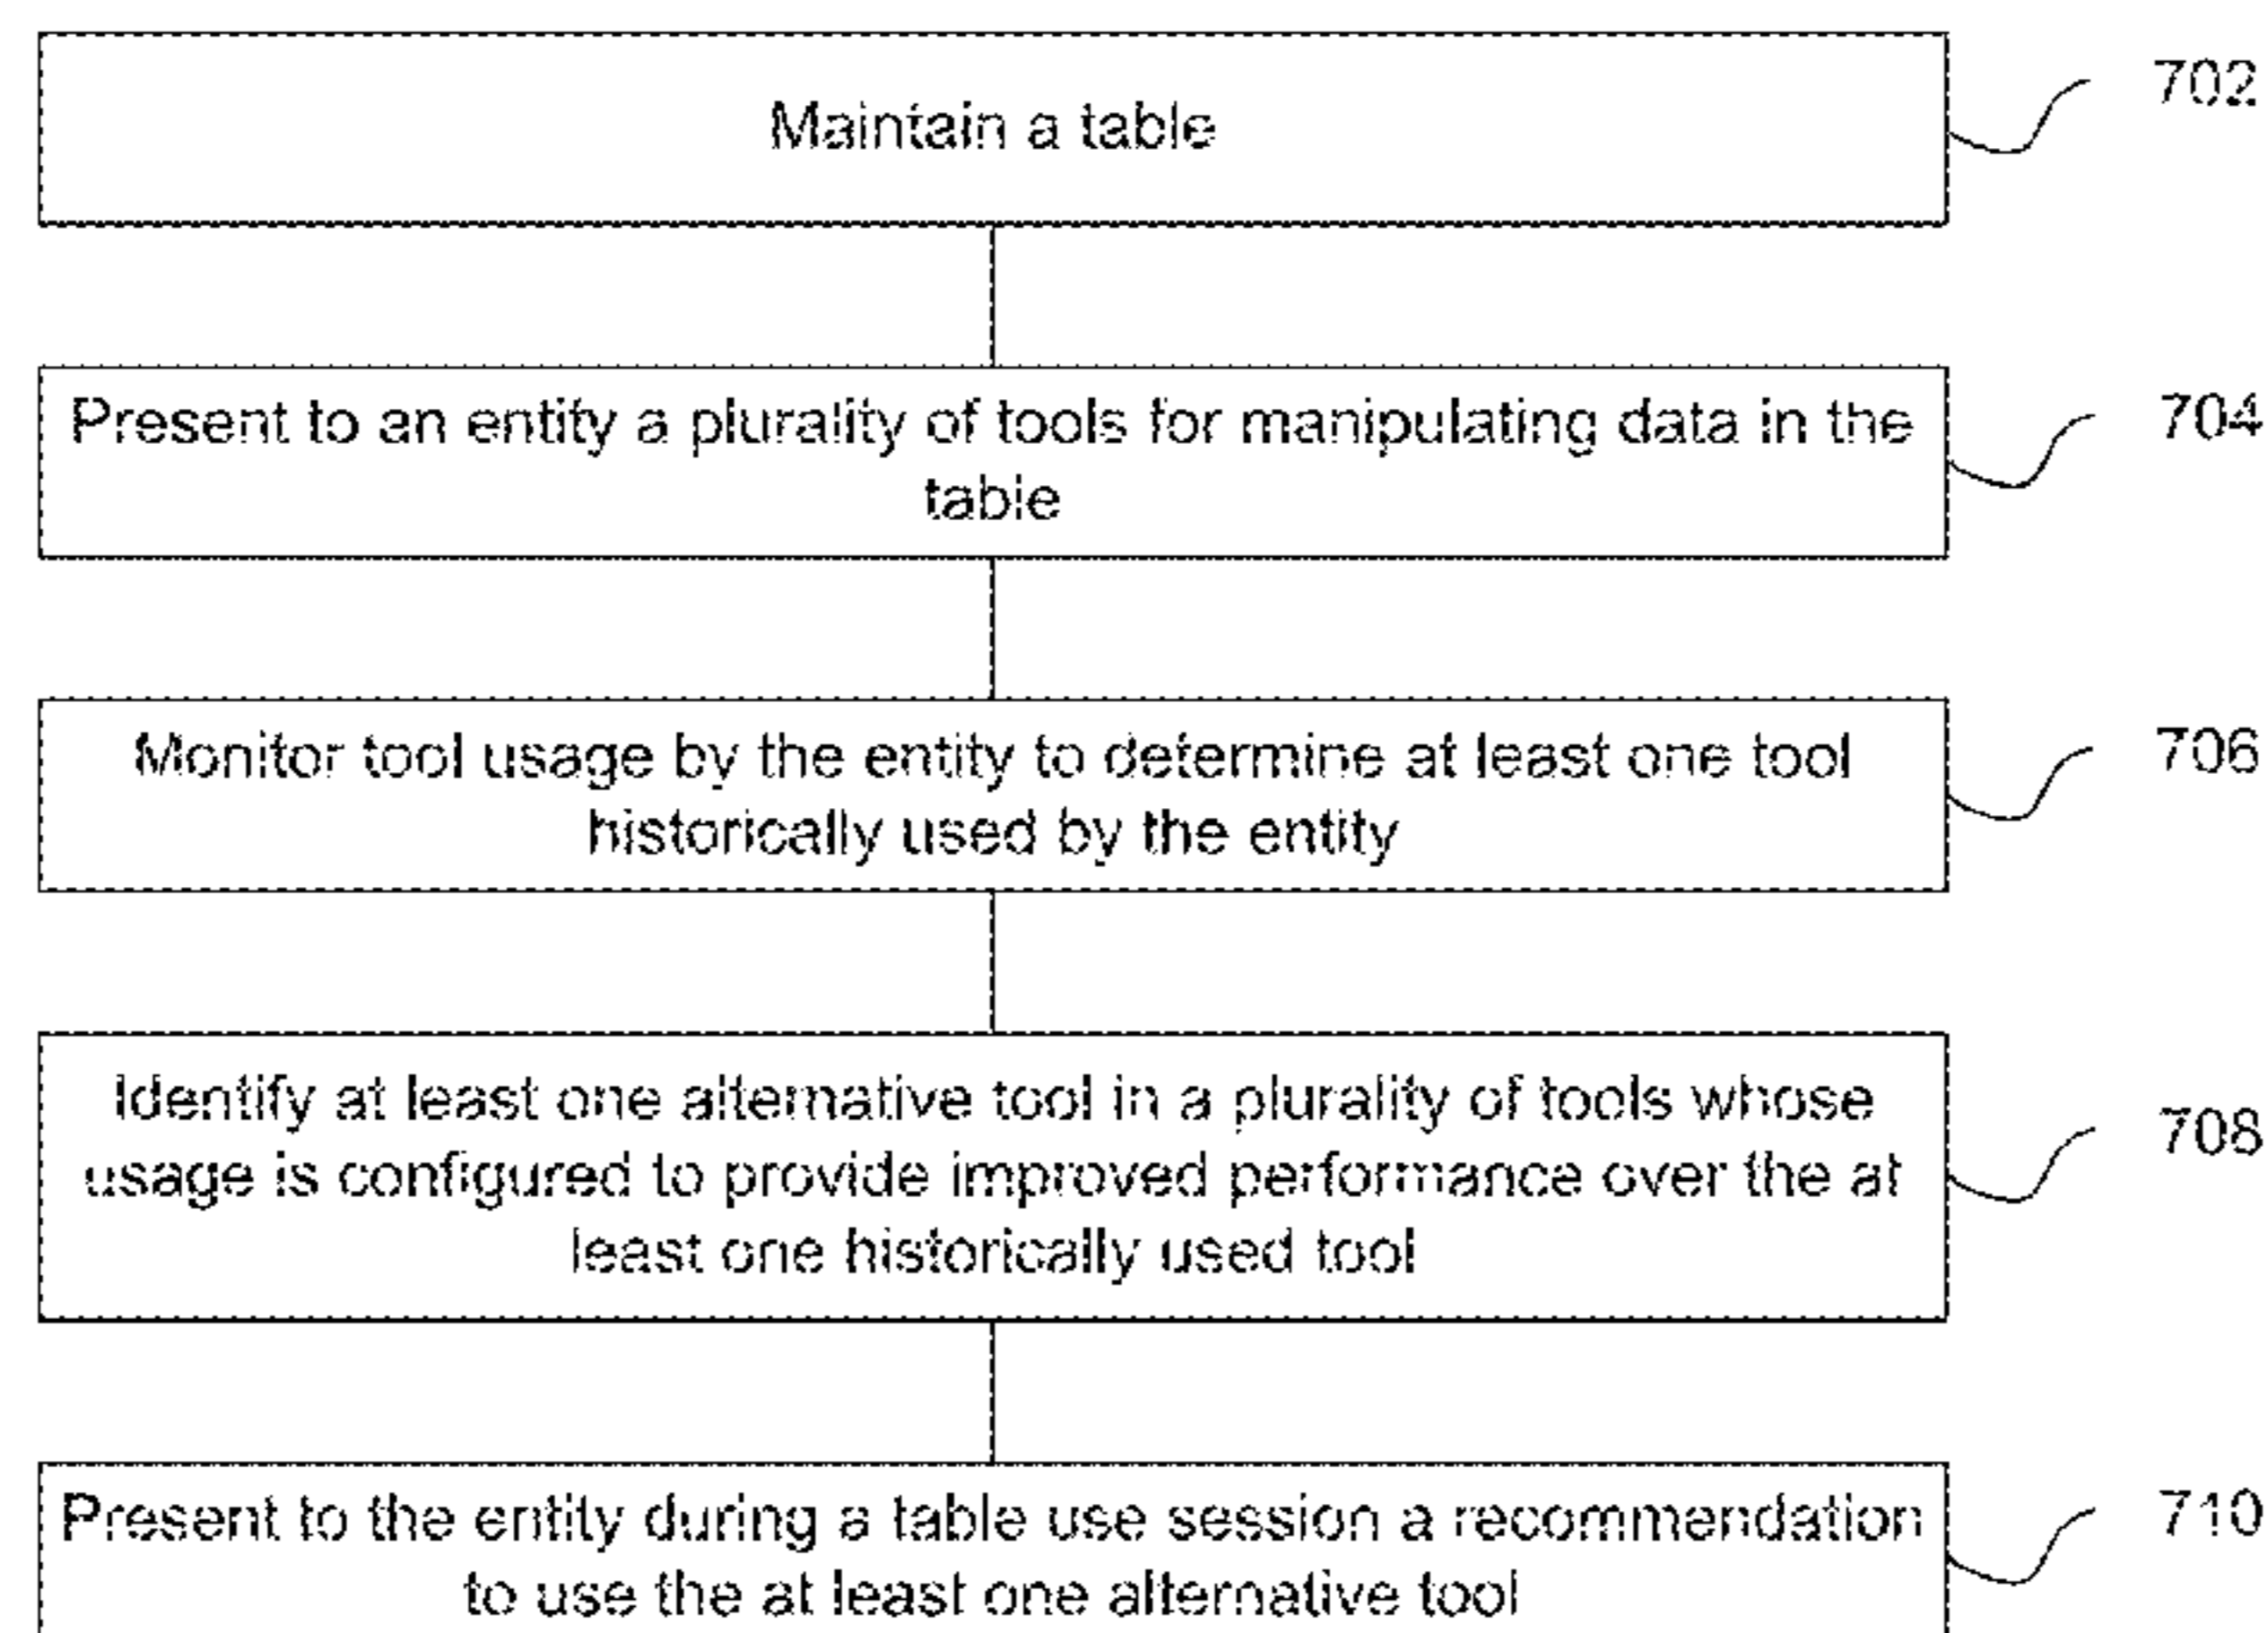 Maintain a table
702
Present to an entity a plurality of tools for manipulating data in the
table
704
Monitor tool usage by the entity to determine at least one tool
historically used by the entity
706
Identify at least one alternative tool in a plurality of tools whose
usage is configured to provide improved performance over the at
least one historically used tool
708
Present to the entity during a table use session a recommendation
to use the at least one alternative tool
710